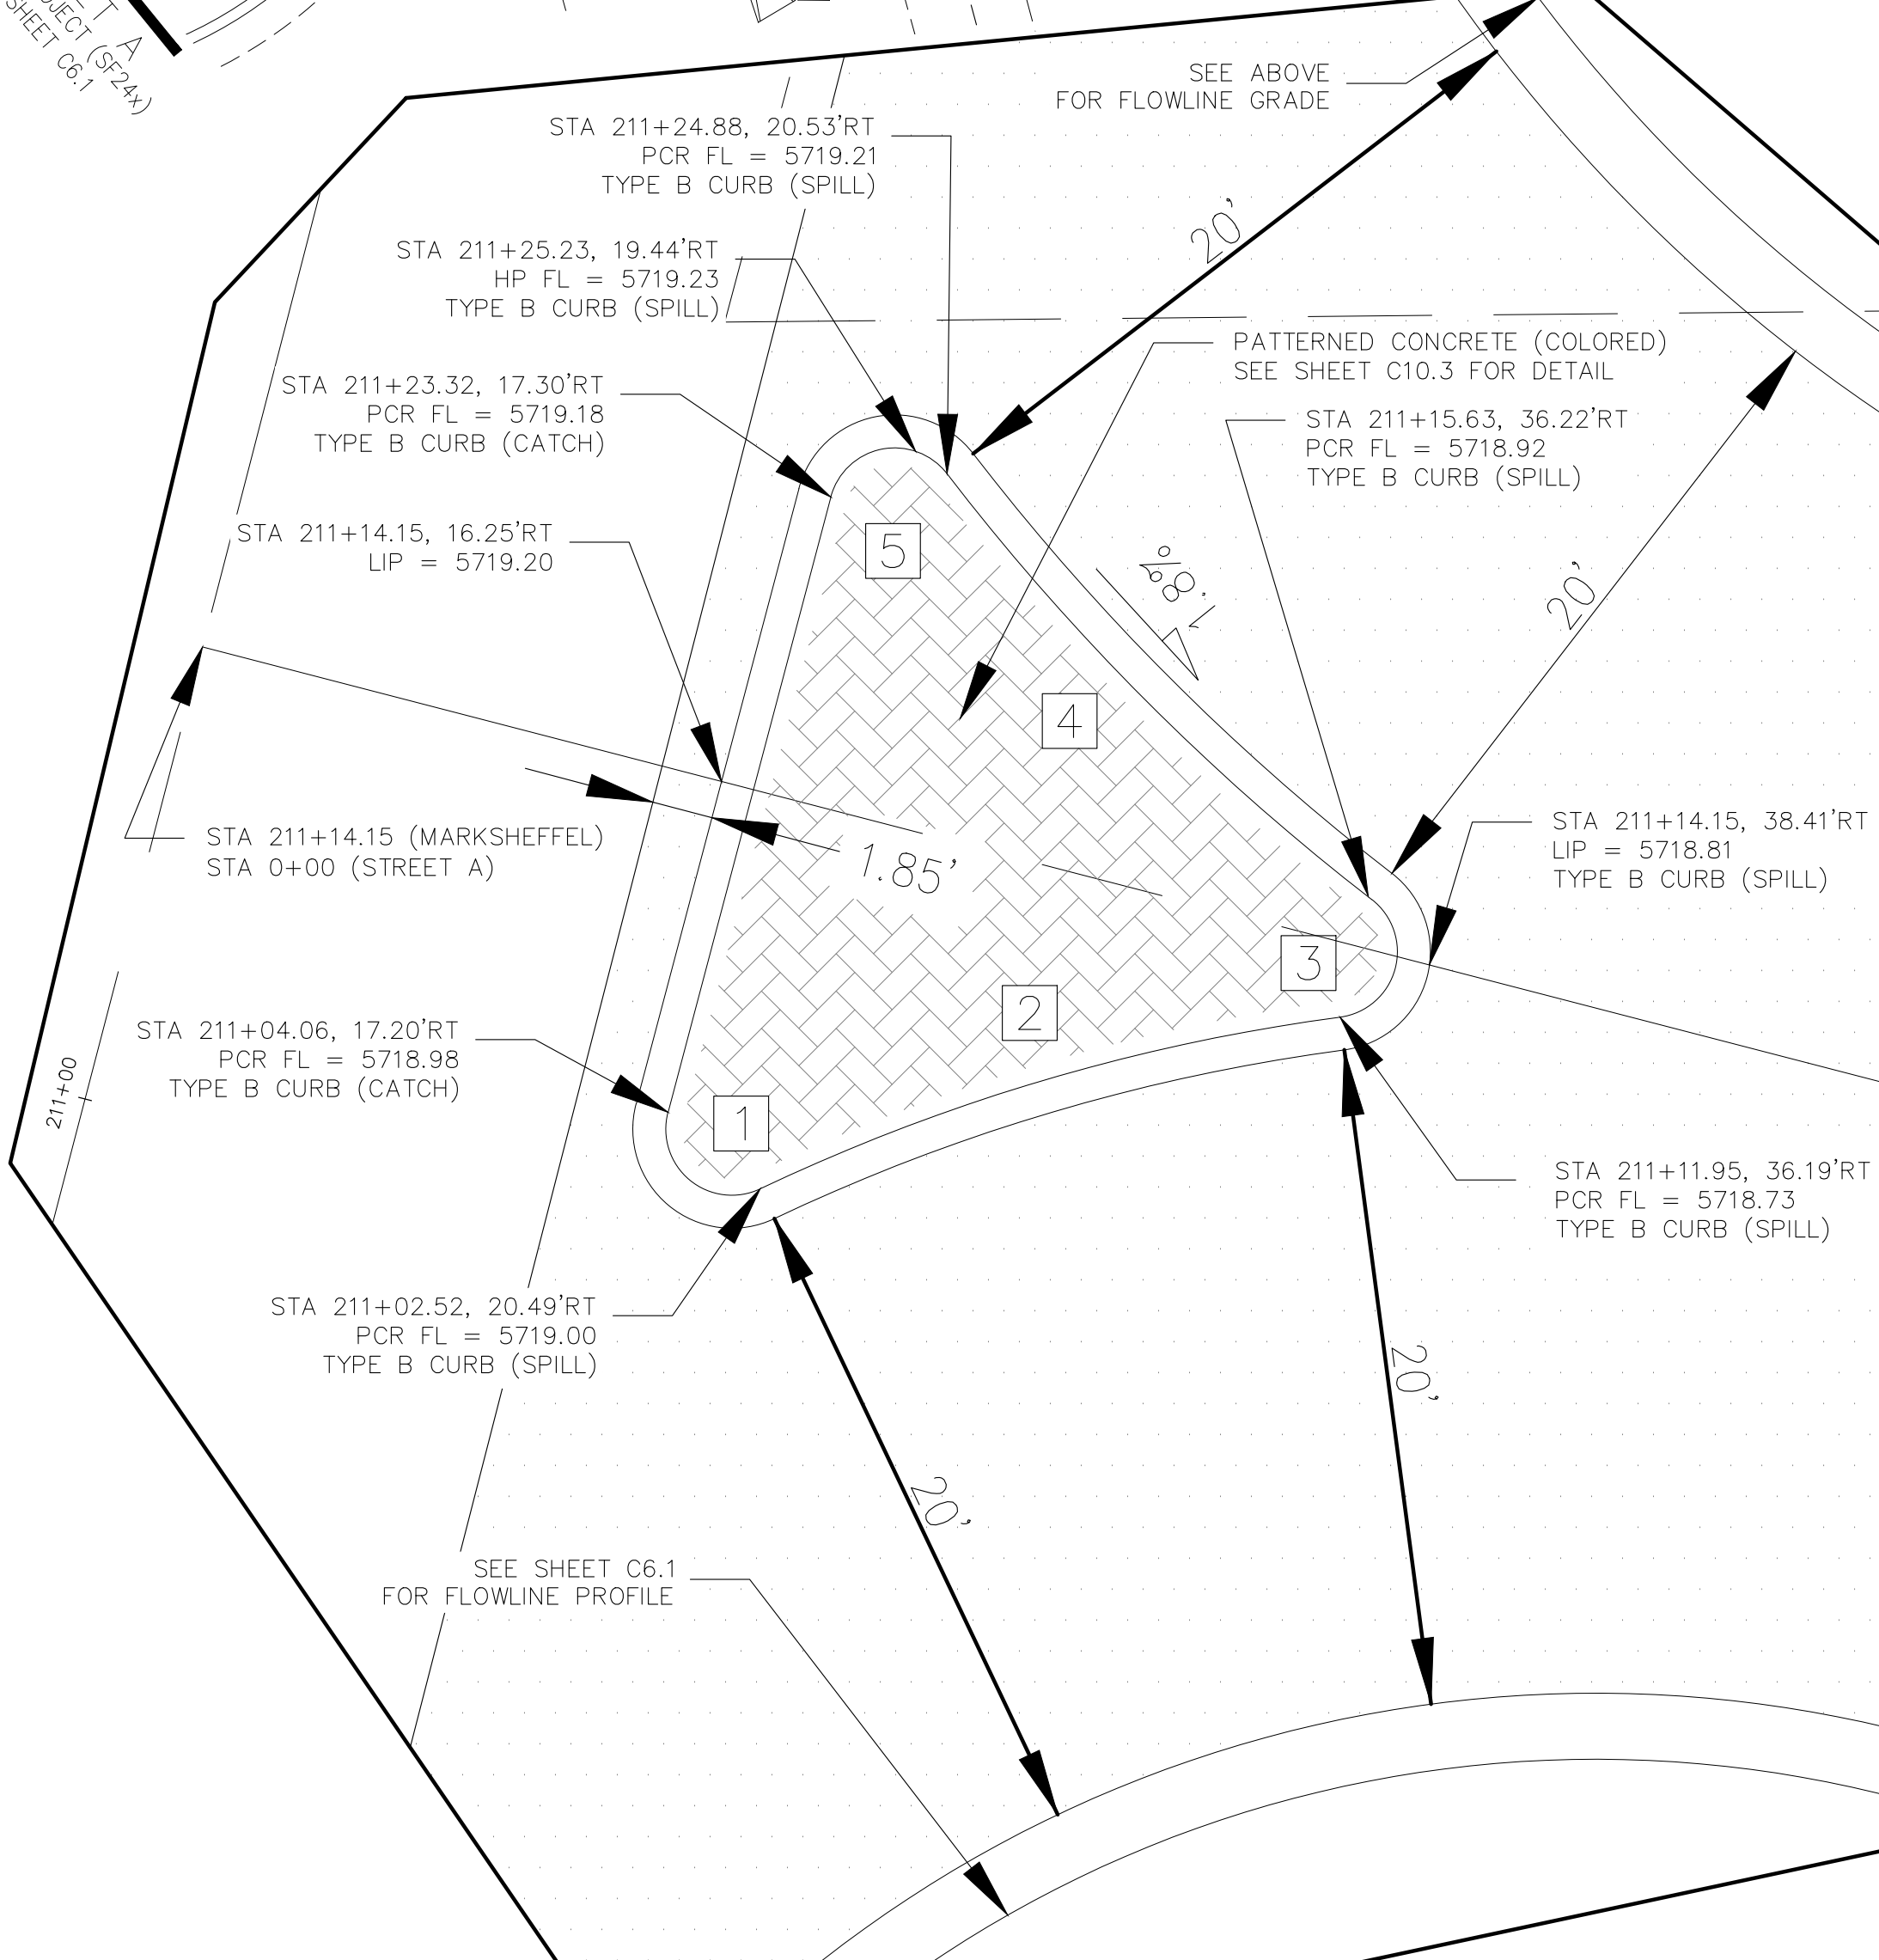 T A
JECT (SF24x)
SHEET C6.1
SEE ABOVE
FOR FLOWLINE GRADE
STA 211+24.88, 20.53'RT
PCR FL = 5719.21
TYPE B CURB (SPILL)
20'
STA 211+25.23, 19.44'RT
HP FL = 5719.23
TYPE B CURB (SPILL)
PATTERNED CONCRETE (COLORED)
SEE SHEET C10.3 FOR DETAIL
STA 211+23.32, 17.30'RT
PCR FL = 5719.18
TYPE B CURB (CATCH)
STA 211+15.63, 36.22'RT
PCR FL = 5718.92
TYPE B CURB (SPILL)
STA 211+14.15, 16.25'RT
LIP = 5719.20
5
1.8%
20'
4
STA 211+14.15 (MARKSHEFFEL)
STA 0+00 (STREET A)
1.85'
STA 211+14.15, 38.41'RT
LIP = 5718.81
TYPE B CURB (SPILL)
3
2
STA 211+04.06, 17.20'RT
PCR FL = 5718.98
TYPE B CURB (CATCH)
211+00
1
STA 211+11.95, 36.19'RT
PCR FL = 5718.73
TYPE B CURB (SPILL)
STA 211+02.52, 20.49'RT
PCR FL = 5719.00
TYPE B CURB (SPILL)
20'
20'
SEE SHEET C6.1
FOR FLOWLINE PROFILE